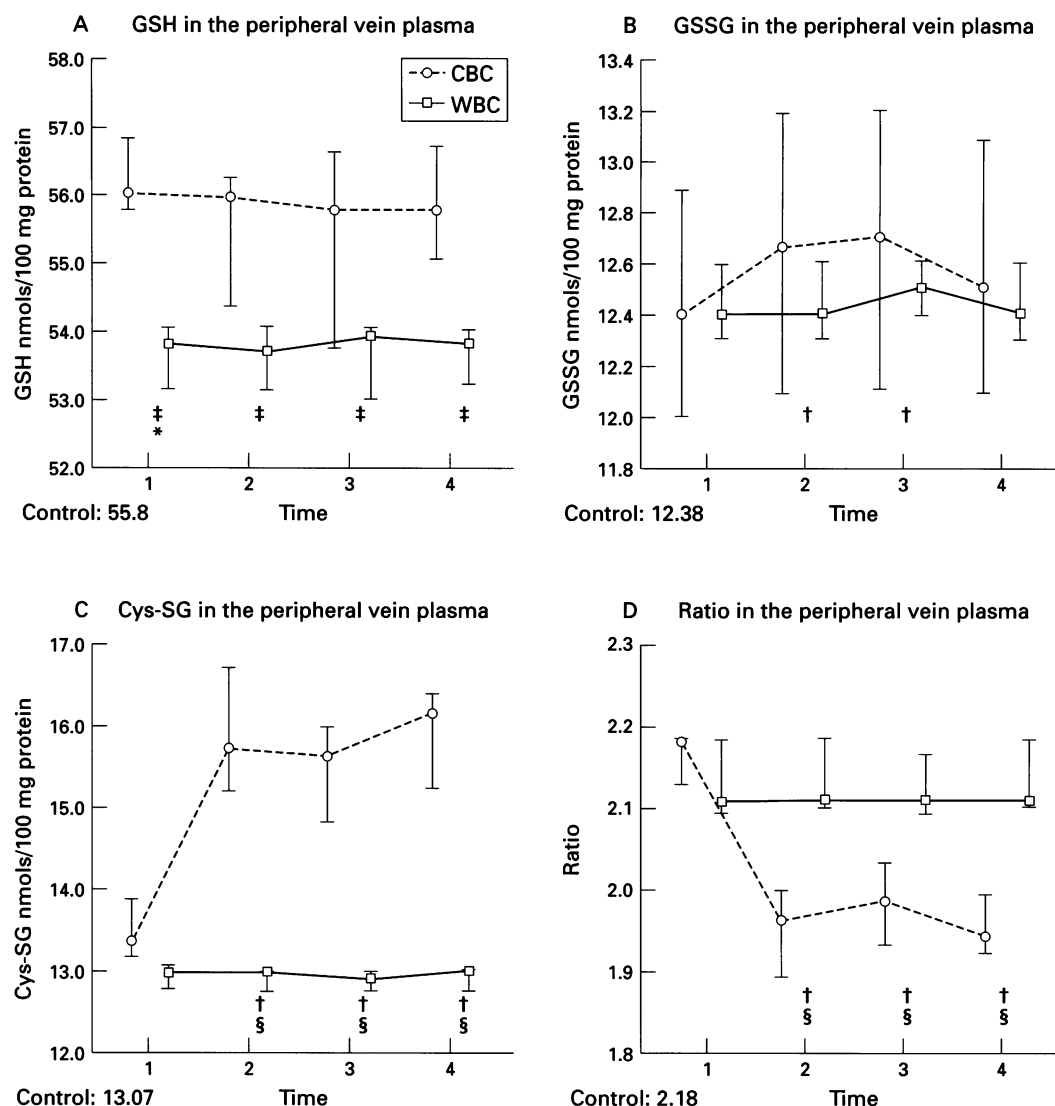 A GSH in the peripheral vein plasma
58.0
57.0
56.0
55.0
54.0
53.0
52.0
GSH nmols/100 mg protein
CBC
WBC
‡ ‡ ‡ ‡
*
1 2 3 4
Control: 55.8 Time
B GSSG in the peripheral vein plasma
13.4
13.2
13.0
12.8
12.6
12.4
12.2
12.0
11.8
GSSG nmols/100 mg protein
† †
1 2 3 4
Control: 12.38 Time
C Cys-SG in the peripheral vein plasma
17.0
16.0
15.0
14.0
13.0
12.0
Cys-SG nmols/100 mg protein
† † †
§ § §
1 2 3 4
Control: 13.07 Time
D Ratio in the peripheral vein plasma
2.3
2.2
2.1
2.0
1.9
1.8
Ratio
† † †
§ § §
1 2 3 4
Control: 2.18 Time